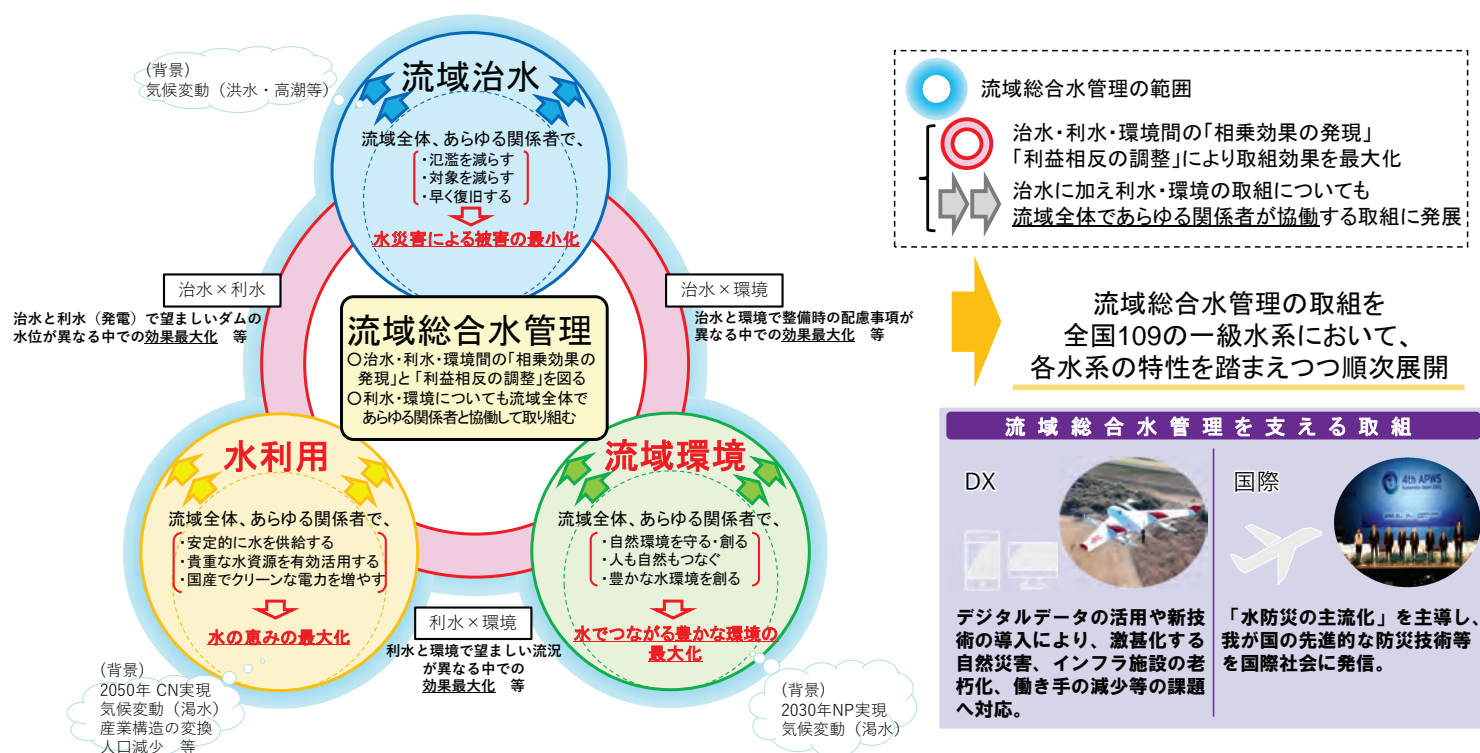 (背景)
気候変動（洪水・高潮等）
流域治水
流域全体、あらゆる関係者で、
・氾濫を減らす
・対象を減らす
・早く復旧する
水災害による被害の最小化
治水×利水
治水と利水（発電）で望ましいダムの
水位が異なる中での効果最大化　等
治水×環境
治水と環境で整備時の配慮事項が
異なる中での効果最大化　等
流域総合水管理
〇治水・利水・環境間の「相乗効果の
発現」と「利益相反の調整」を図る
〇利水・環境についても流域全体で
あらゆる関係者と協働して取り組む
水利用
流域全体、あらゆる関係者で、
・安定的に水を供給する
・貴重な水資源を有効活用する
・国産でクリーンな電力を増やす
水の恵みの最大化
(背景)
2050年 CN実現
気候変動（渇水）
産業構造の変換
人口減少　等
利水×環境
利水と環境で望ましい流況
が異なる中での
効果最大化　等
流域環境
流域全体、あらゆる関係者で、
・自然環境を守る・創る
・人も自然もつなぐ
・豊かな水環境を創る
水でつながる豊かな環境の
最大化
(背景)
2030年NP実現
気候変動（渇水）
流域総合水管理の範囲
治水・利水・環境間の「相乗効果の発現」
「利益相反の調整」により取組効果を最大化
治水に加え利水・環境の取組についても
流域全体であらゆる関係者が協働する取組に発展
流域総合水管理の取組を
全国109の一級水系において、
各水系の特性を踏まえつつ順次展開
流域総合水管理を支える取組
DX
デジタルデータの活用や新技
術の導入により、激甚化する
自然災害、インフラ施設の老
朽化、働き手の減少等の課題
へ対応。
国際
4th APWS
「水防災の主流化」を主導し、
我が国の先進的な防災技術等
を国際社会に発信。